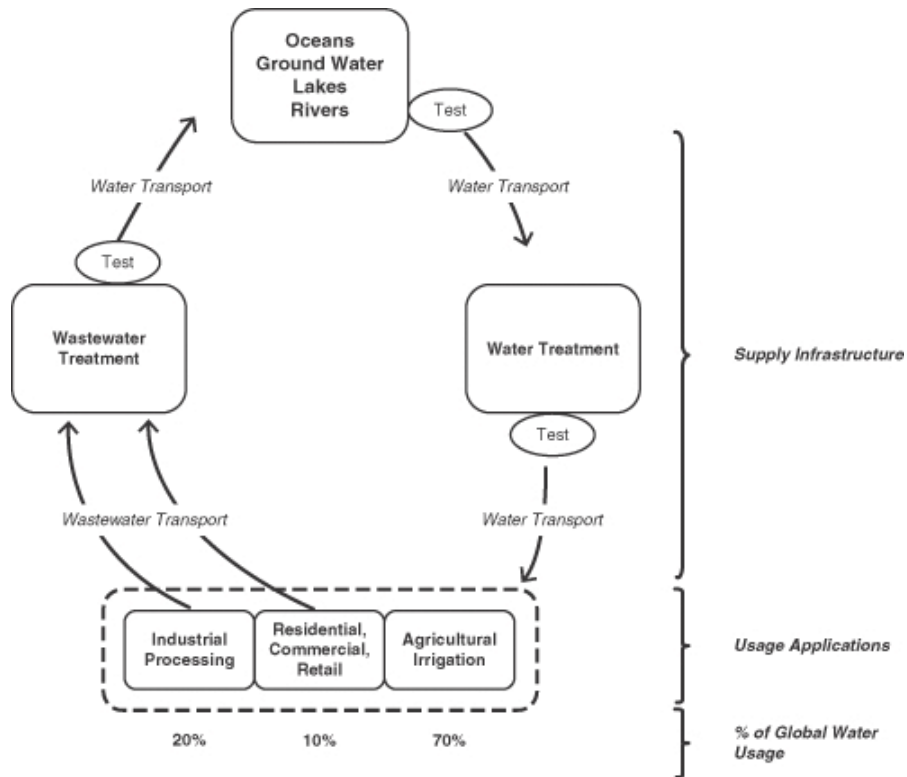 Oceans
Ground Water
Lakes
Rivers
Test
Water Transport
Water Transport
Test
Wastewater
Treatment
Water Treatment
Supply Infrastructure
Test
Wastewater Transport
Water Transport
Industrial
Processing
Residential,
Commercial,
Retail
Agricultural
Irrigation
Usage Applications
20%
10%
70%
% of Global Water
Usage